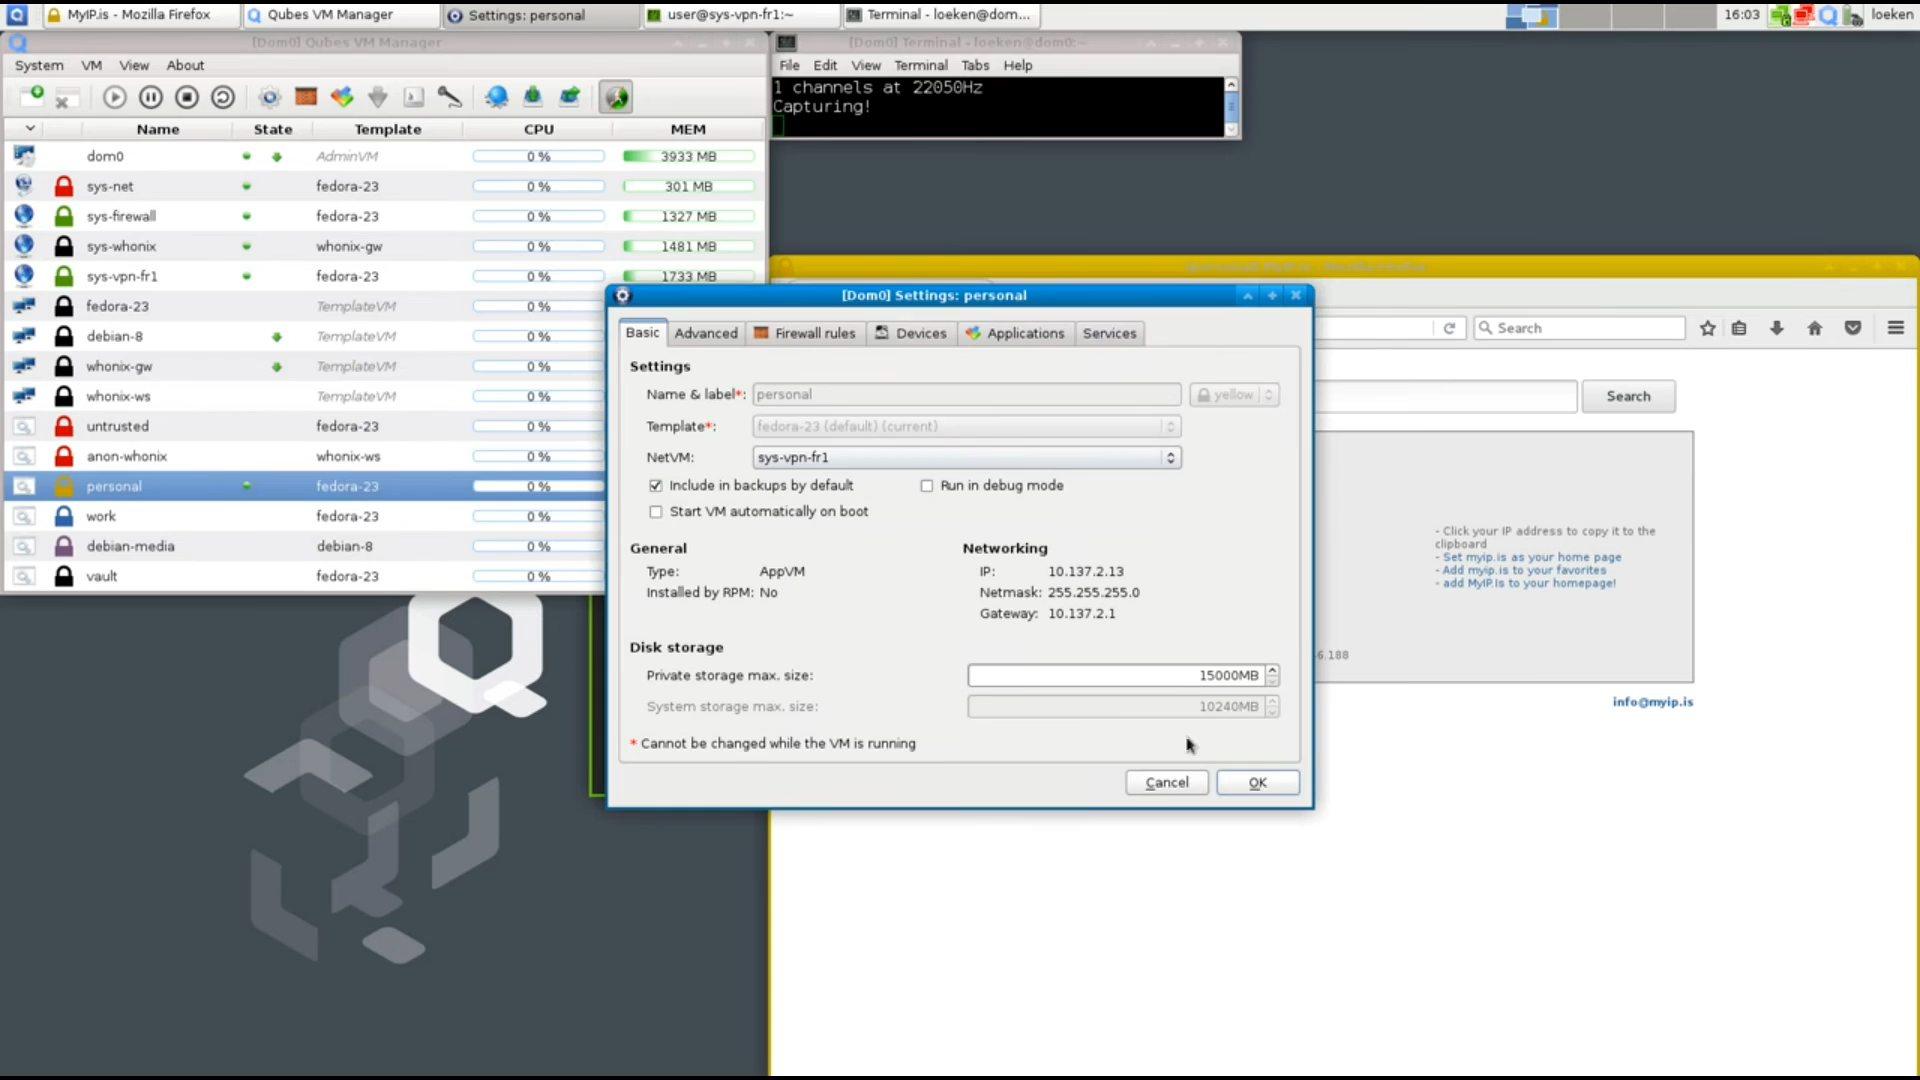 MyIP.is - Mozilla Firefox
Qubes VM Manager
Settings: personal
user@sys-vpn-fr1:~
Terminal - loeken@dom...
16:03
loeken
[Dom0] Qubes VM Manager
System VM View About
Name State Template CPU MEM
dom0 AdminVM 0 % 3933 MB
sys-net fedora-23 0 % 301 MB
sys-firewall fedora-23 0 % 1327 MB
sys-whonix whonix-gw 0 % 1481 MB
sys-vpn-fr1 fedora-23 0 % 1733 MB
fedora-23 TemplateVM 0 %
debian-8 TemplateVM 0 %
whonix-gw TemplateVM 0 %
whonix-ws TemplateVM 0 %
untrusted fedora-23 0 %
anon-whonix whonix-ws 0 %
personal fedora-23 0 %
work fedora-23 0 %
debian-media debian-8 0 %
vault fedora-23 0 %
[Dom0] Terminal - loeken@dom0:~
File Edit View Terminal Tabs Help
1 channels at 22050Hz
Capturing!
[Dom0] Settings: personal
Basic Advanced Firewall rules Devices Applications Services
Settings
Name & label*: personal yellow
Template*: fedora-23 (default) (current)
NetVM: sys-vpn-fr1
Include in backups by default Run in debug mode
Start VM automatically on boot
General Networking
Type: AppVM IP: 10.137.2.13
Installed by RPM: No Netmask: 255.255.255.0
Gateway: 10.137.2.1
Disk storage
Private storage max. size: 15000MB
System storage max. size: 10240MB
* Cannot be changed while the VM is running
Cancel OK
Search
Search
- Click your IP address to copy it to the
clipboard
- Set myip.is as your home page
- Add myip.is to your favorites
- add MyIP.Is to your homepage!
6.188
info@myip.is